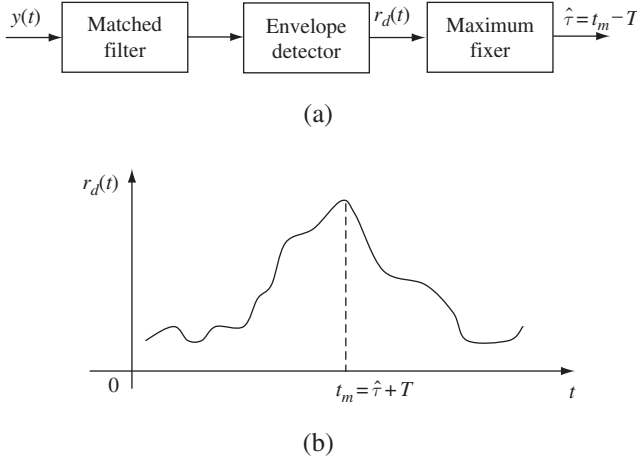 y(t)
Matched
filter
Envelope
detector
r_d(t)
Maximum
fixer
τ̂ = t_m − T
(a)
r_d(t)
0
t_m = τ̂ + T
t
(b)